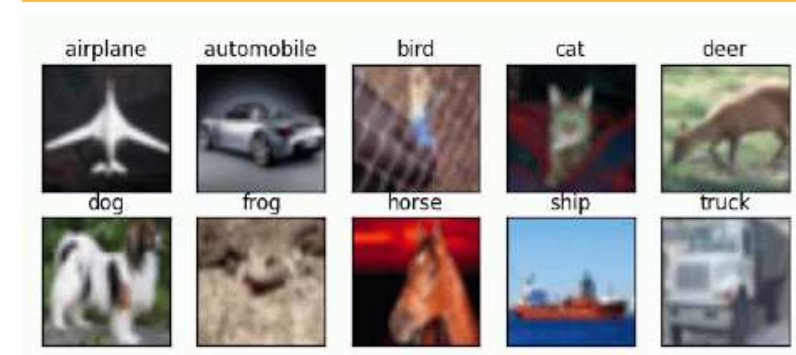 airplane automobile bird cat deer
dog frog horse ship truck